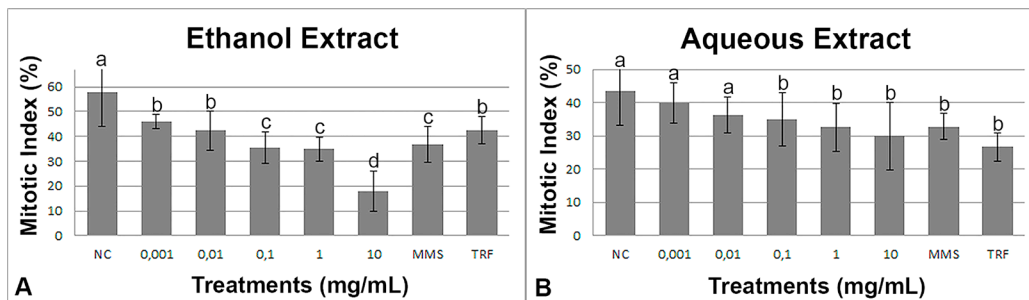 Ethanol Extract
Mitotic Index (%)
60
50
40
30
20
10
0
a b b c c d c b
NC 0,001 0,01 0,1 1 10 MMS TRF
Treatments (mg/mL)
A
Aqueous Extract
Mitotic Index (%)
50
40
30
20
10
0
a a a b b b b b
NC 0,001 0,01 0,1 1 10 MMS TRF
Treatments (mg/mL)
B